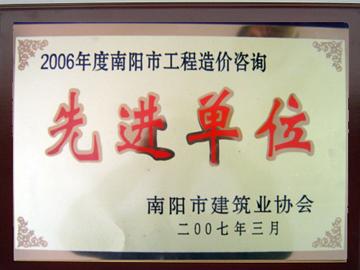 2006年度南阳市工程造价咨询
先进单位
南阳市建筑业协会
二00七年三月